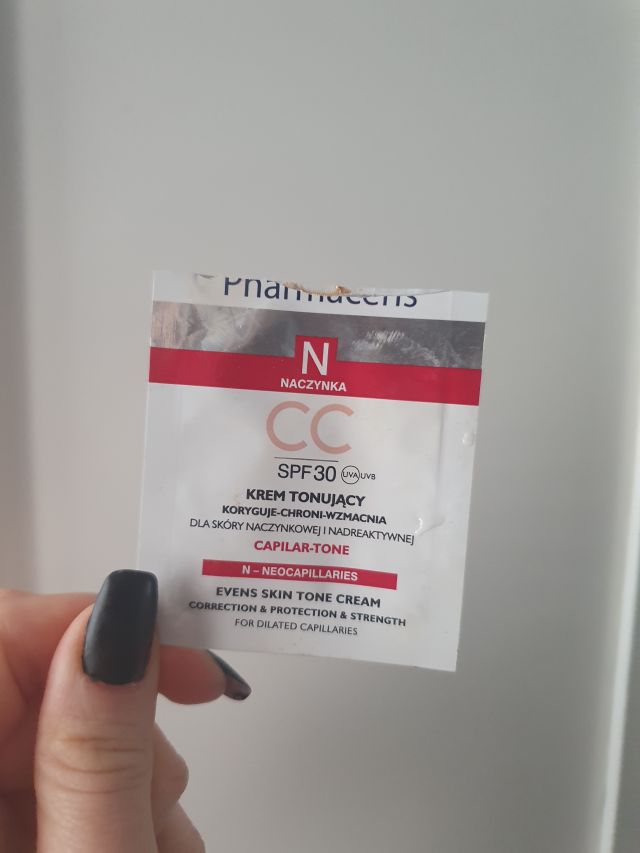 Pharmaceris
N
NACZYNKA
CC
SPF30 UVA UVB
KREM TONUJĄCY
KORYGUJE-CHRONI-WZMACNIA
DLA SKÓRY NACZYNKOWEJ I NADREAKTYWNEJ
CAPILAR-TONE
N – NEOCAPILLARIES
EVENS SKIN TONE CREAM
CORRECTION & PROTECTION & STRENGTH
FOR DILATED CAPILLARIES